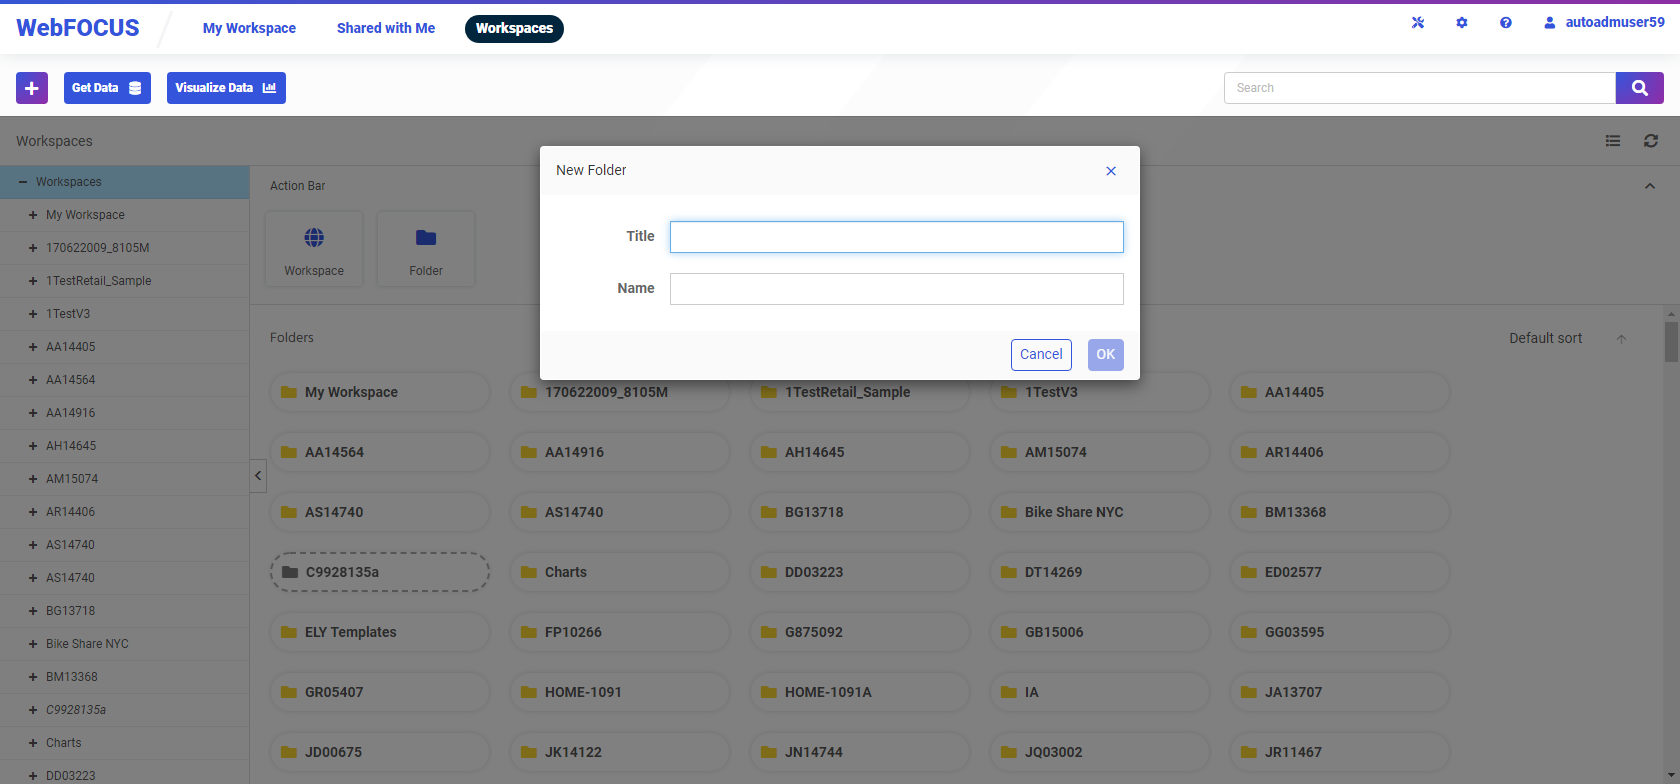 WebFOCUS
My Workspace
Shared with Me
Workspaces
autoadmuser59
Get Data
Visualize Data
Search
Workspaces
Workspaces
My Workspace
170622009_8105M
1TestRetail_Sample
1TestV3
AA14405
AA14564
AA14916
AH14645
AM15074
AR14406
AS14740
AS14740
BG13718
Bike Share NYC
BM13368
C9928135a
Charts
DD03223
Action Bar
Workspace
Folder
New Folder
Title
Name
Cancel
OK
Folders
Default sort
My Workspace
170622009_8105M
1TestRetail_Sample
1TestV3
AA14405
AA14564
AA14916
AH14645
AM15074
AR14406
AS14740
AS14740
BG13718
Bike Share NYC
BM13368
C9928135a
Charts
DD03223
DT14269
ED02577
ELY Templates
FP10266
G875092
GB15006
GG03595
GR05407
HOME-1091
HOME-1091A
IA
JA13707
JD00675
JK14122
JN14744
JQ03002
JR11467